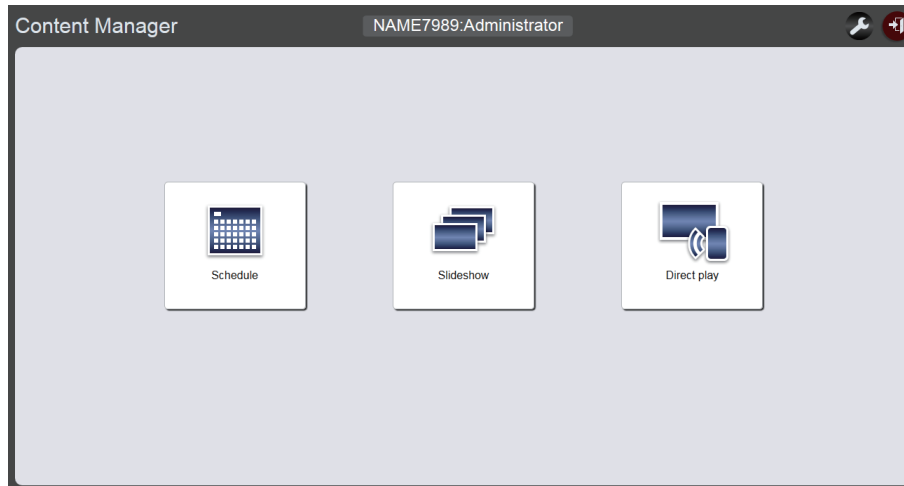 Content Manager
NAME7989:Administrator
Schedule
Slideshow
Direct play